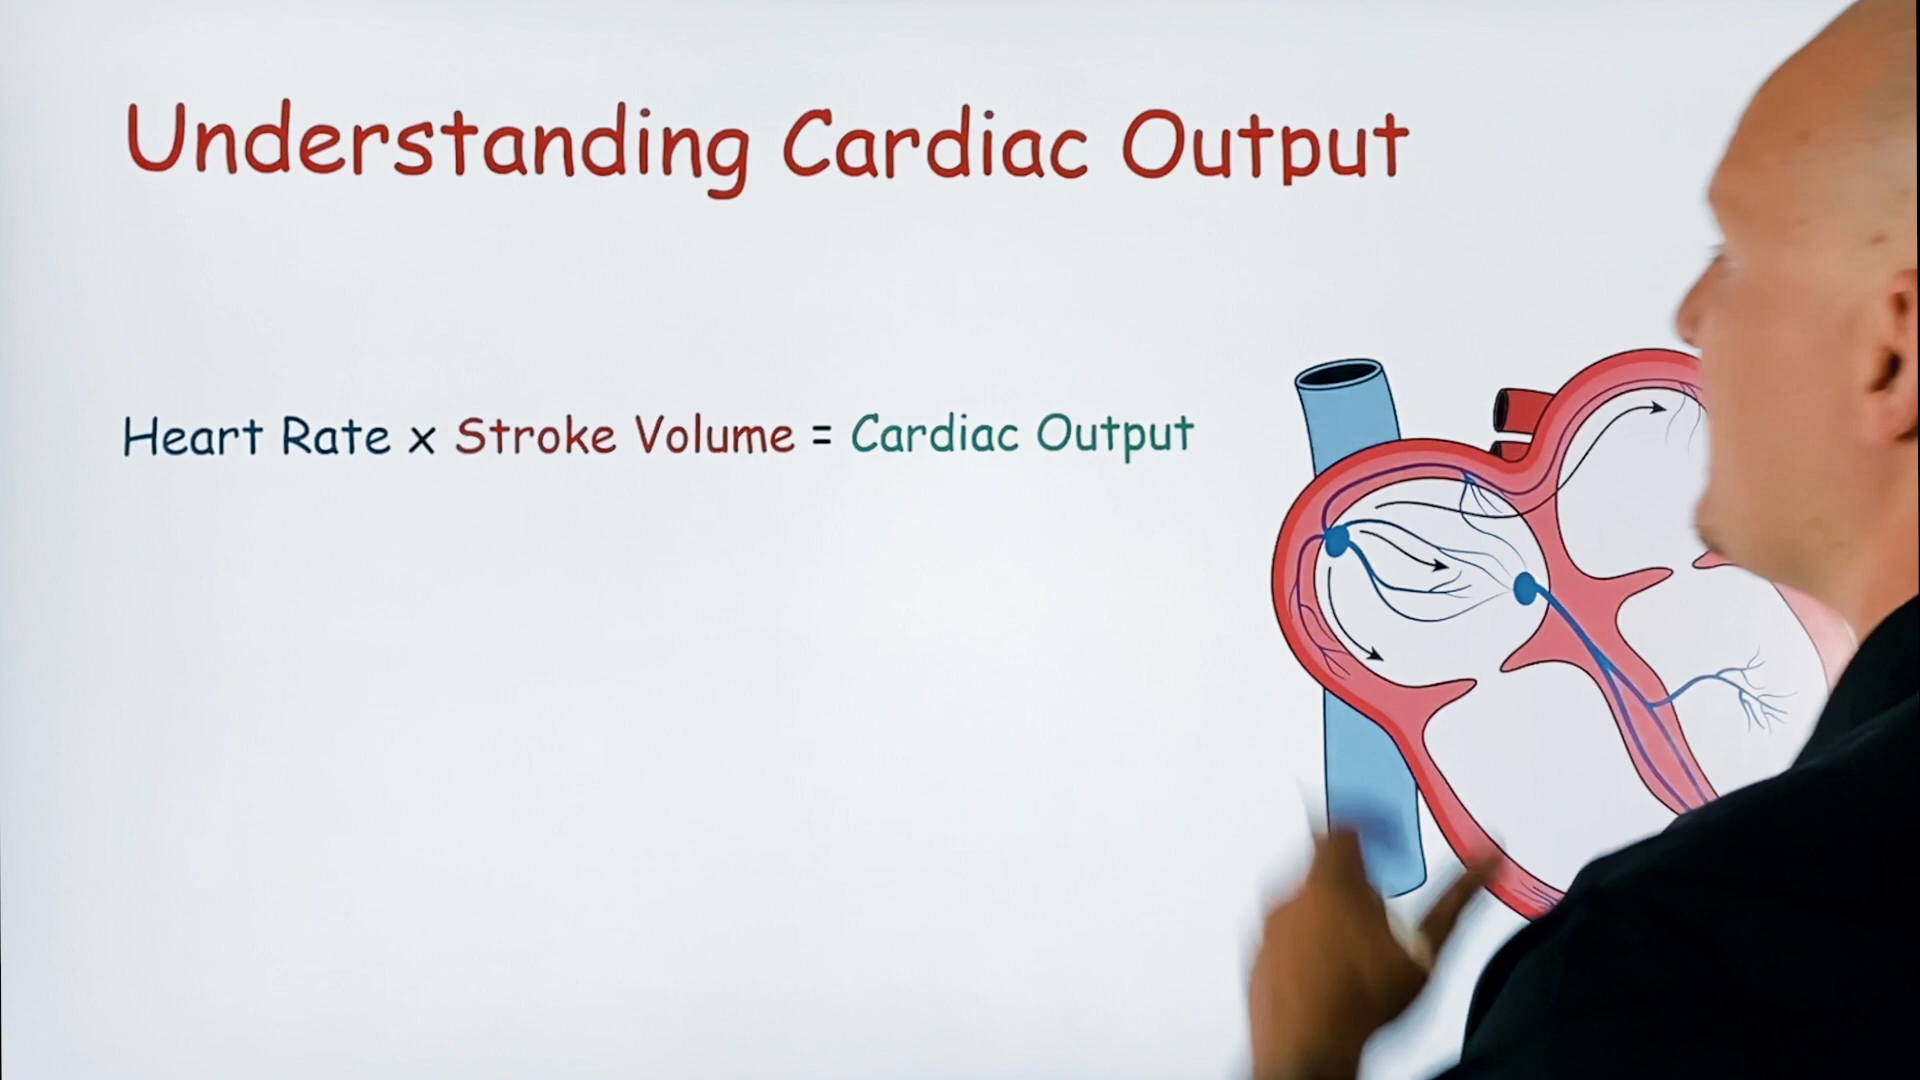 Understanding Cardiac Output
Heart Rate x Stroke Volume = Cardiac Output